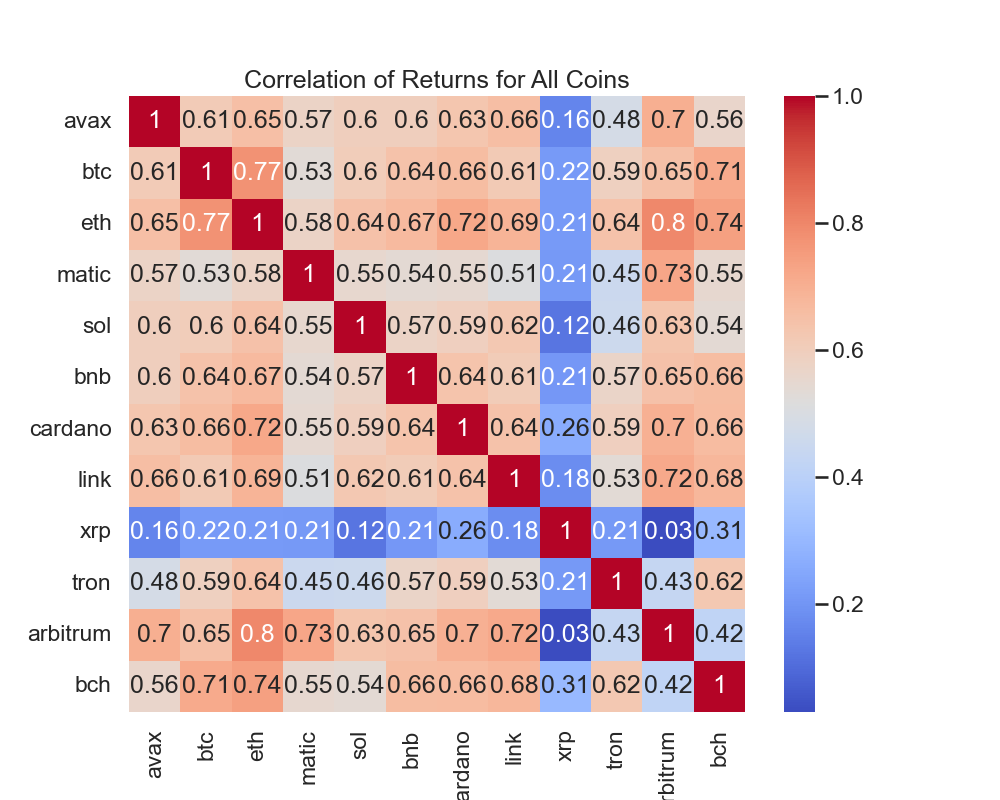 Correlation of Returns for All Coins
avax 1 0.61 0.65 0.57 0.6 0.6 0.63 0.66 0.16 0.48 0.7 0.56
btc 0.61 1 0.77 0.53 0.6 0.64 0.66 0.61 0.22 0.59 0.65 0.71
eth 0.65 0.77 1 0.58 0.64 0.67 0.72 0.69 0.21 0.64 0.8 0.74
matic 0.57 0.53 0.58 1 0.55 0.54 0.55 0.51 0.21 0.45 0.73 0.55
sol 0.6 0.6 0.64 0.55 1 0.57 0.59 0.62 0.12 0.46 0.63 0.54
bnb 0.6 0.64 0.67 0.54 0.57 1 0.64 0.61 0.21 0.57 0.65 0.66
cardano 0.63 0.66 0.72 0.55 0.59 0.64 1 0.64 0.26 0.59 0.7 0.66
link 0.66 0.61 0.69 0.51 0.62 0.61 0.64 1 0.18 0.53 0.72 0.68
xrp 0.16 0.22 0.21 0.21 0.12 0.21 0.26 0.18 1 0.21 0.03 0.31
tron 0.48 0.59 0.64 0.45 0.46 0.57 0.59 0.53 0.21 1 0.43 0.62
arbitrum 0.7 0.65 0.8 0.73 0.63 0.65 0.7 0.72 0.03 0.43 1 0.42
bch 0.56 0.71 0.74 0.55 0.54 0.66 0.66 0.68 0.31 0.62 0.42 1
avax btc eth matic sol bnb ardano link xrp tron rbitrum bch
1.0
0.8
0.6
0.4
0.2